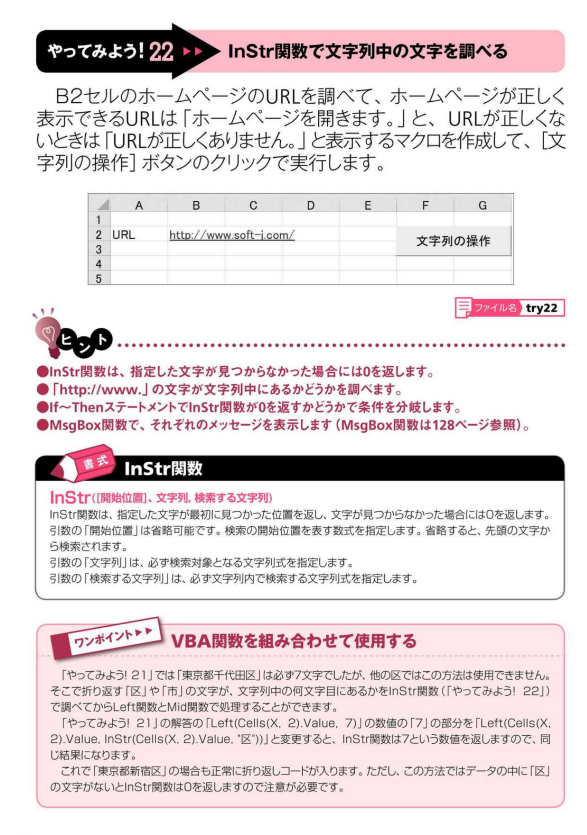 やってみよう! 22 ▶▶ InStr関数で文字列中の文字を調べる
B2セルのホームページのURLを調べて、ホームページが正しく
表示できるURLは「ホームページを開きます。」と、URLが正しくな
いときは「URLが正しくありません。」と表示するマクロを作成して、[文
字列の操作] ボタンのクリックで実行します。
A B C D E F G
1
2 URL http://www.soft-j.com/ 文字列の操作
3
4
5
ファイル名 try22
ヒント
●InStr関数は、指定した文字が見つからなかった場合には0を返します。
●「http://www.」の文字が文字列中にあるかどうかを調べます。
●If～ThenステートメントでInStr関数が0を返すかどうかで条件を分岐します。
●MsgBox関数で、それぞれのメッセージを表示します(MsgBox関数は128ページ参照)。
書式 InStr関数
InStr([開始位置]、文字列, 検索する文字列)
InStr関数は、指定した文字が最初に見つかった位置を返し、文字が見つからなかった場合には0を返します。
引数の「開始位置」は省略可能です。検索の開始位置を表す数式を指定します。省略すると、先頭の文字か
ら検索されます。
引数の「文字列」は、必ず検索対象となる文字列式を指定します。
引数の「検索する文字列」は、必ず文字列内で検索する文字列式を指定します。
ワンポイント▶▶ VBA関数を組み合わせて使用する
「やってみよう! 21」では「東京都千代田区」は必ず7文字でしたが、他の区ではこの方法は使用できません。
そこで折り返す「区」や「市」の文字が、文字列中の何文字目にあるかをInStr関数(「やってみよう! 22」)
で調べてからLeft関数とMid関数で処理することができます。
「やってみよう! 21」の解答の「Left(Cells(X, 2).Value, 7)」の数値の「7」の部分を「Left(Cells(X,
2).Value, InStr(Cells(X, 2).Value, "区"))」と変更すると、InStr関数は7という数値を返しますので、同
じ結果になります。
これで「東京都新宿区」の場合も正常に折り返しコードが入ります。ただし、この方法ではデータの中に「区」
の文字がないとInStr関数は0を返しますので注意が必要です。